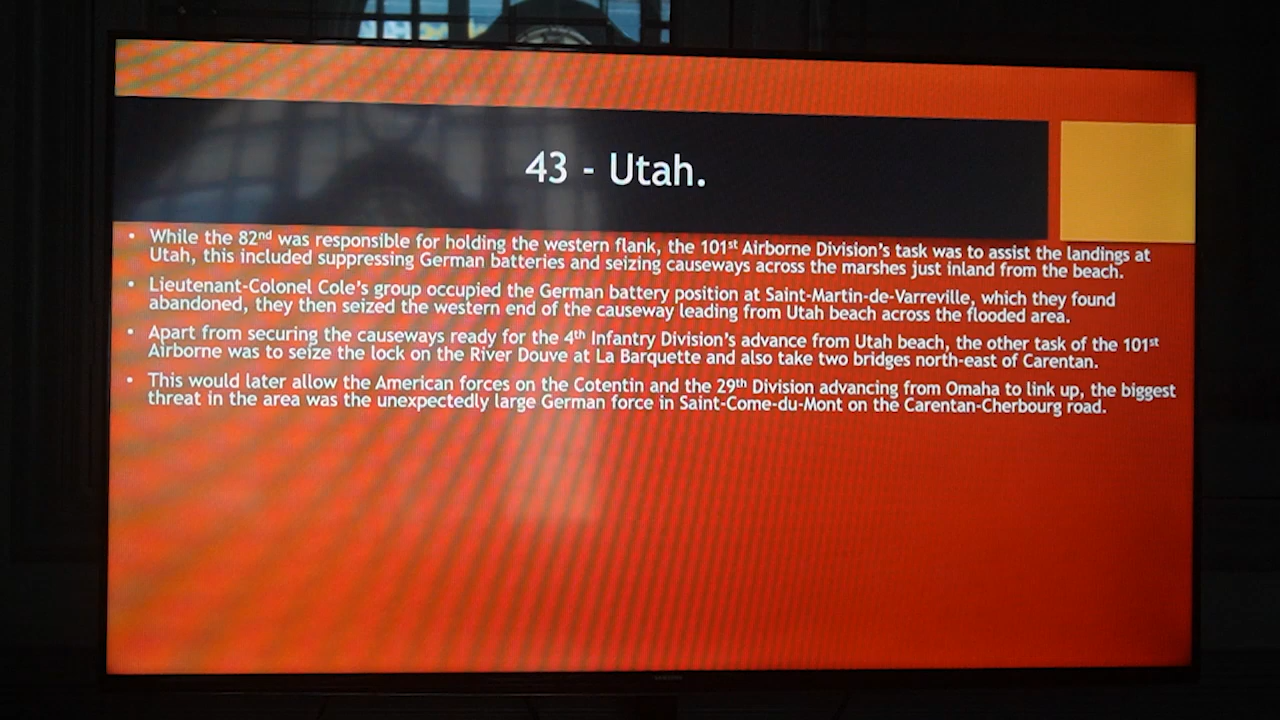 43 - Utah.
• While the 82nd was responsible for holding the western flank, the 101st Airborne Division's task was to assist the landings at
Utah, this included suppressing German batteries and seizing causeways across the marshes just inland from the beach.
• Lieutenant-Colonel Cole's group occupied the German battery position at Saint-Martin-de-Varreville, which they found
abandoned, they then seized the western end of the causeway leading from Utah beach across the flooded area.
• Apart from securing the causeways ready for the 4th Infantry Division's advance from Utah beach, the other task of the 101st
Airborne was to seize the lock on the River Douve at La Barquette and also take two bridges north-east of Carentan.
• This would later allow the American forces on the Cotentin and the 29th Division advancing from Omaha to link up, the biggest
threat in the area was the unexpectedly large German force in Saint-Come-du-Mont on the Carentan-Cherbourg road.